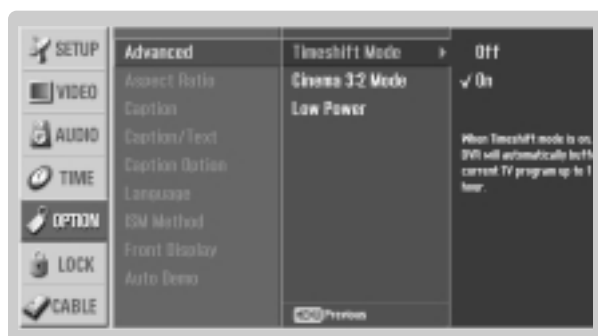 SETUP
VIDEO
AUDIO
TIME
OPTION
LOCK
CABLE
Advanced
Aspect Ratio
Caption
Caption/Text
Caption Option
Language
ISM Method
Front Display
Auto Demo
Timeshift Mode
Cinema 3:2 Mode
Low Power
Previous
Off
✓ On
When Timeshift mode is on,
DVR will automatically buff
current TV program up to 1
hour.